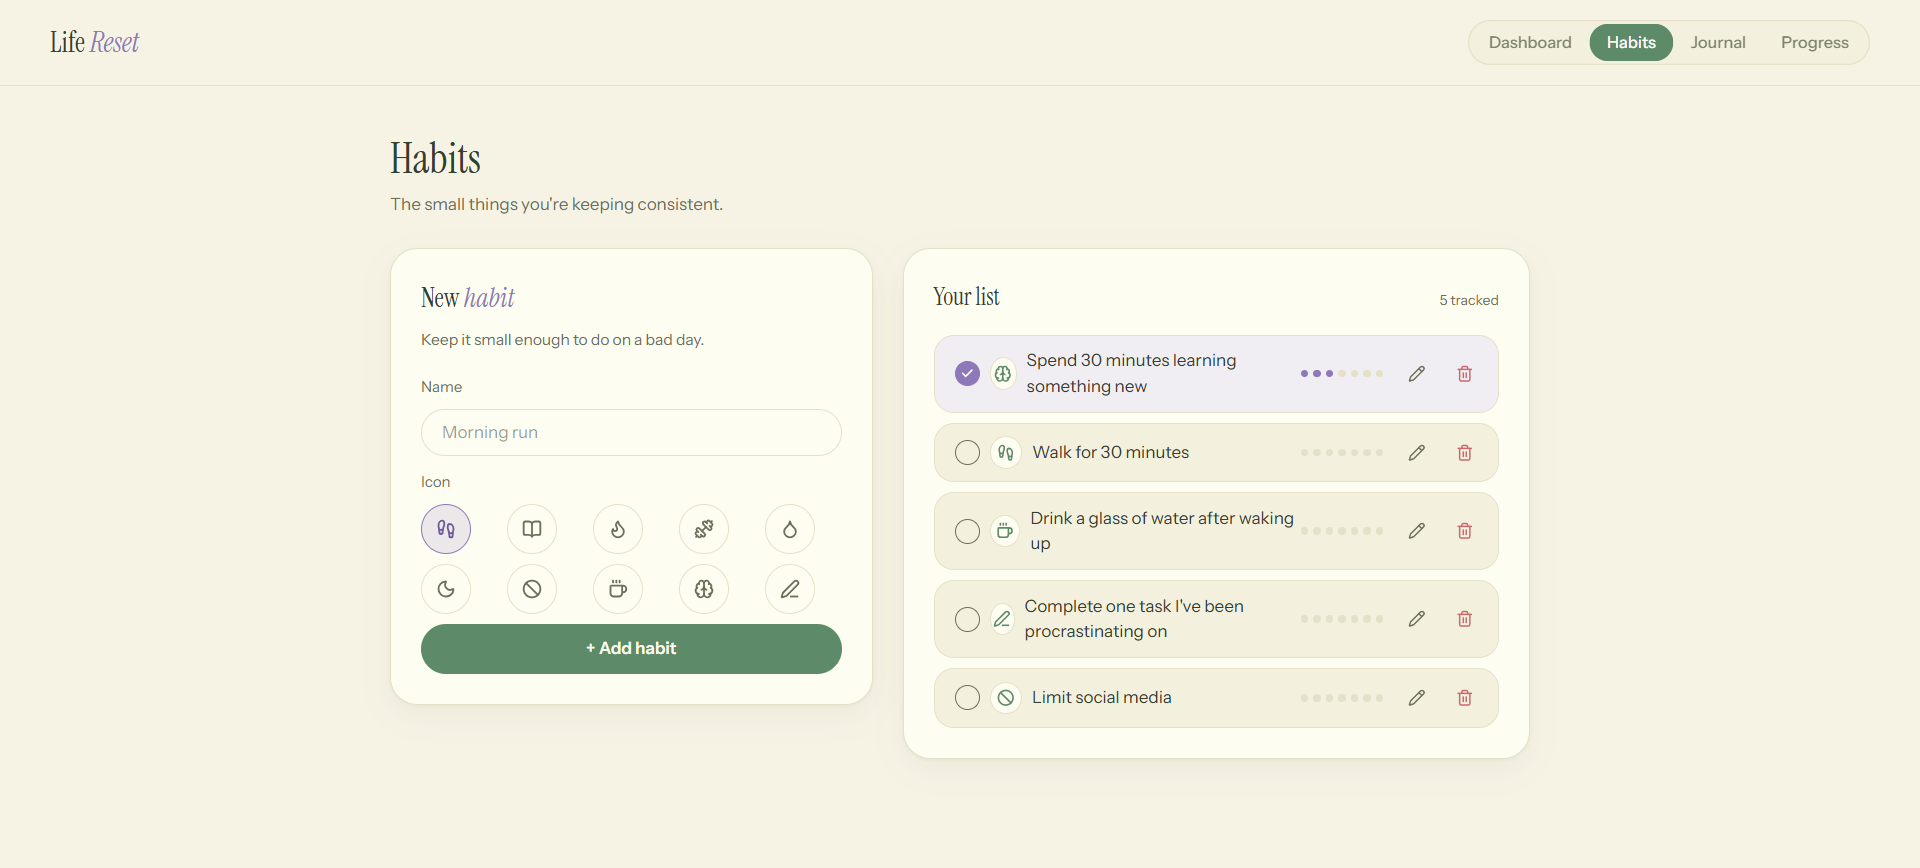 Life Reset
Dashboard
Habits
Journal
Progress
Habits
The small things you're keeping consistent.
New habit
Keep it small enough to do on a bad day.
Name
Morning run
Icon
+ Add habit
Your list
5 tracked
Spend 30 minutes learning
something new
Walk for 30 minutes
Drink a glass of water after waking
up
Complete one task I've been
procrastinating on
Limit social media